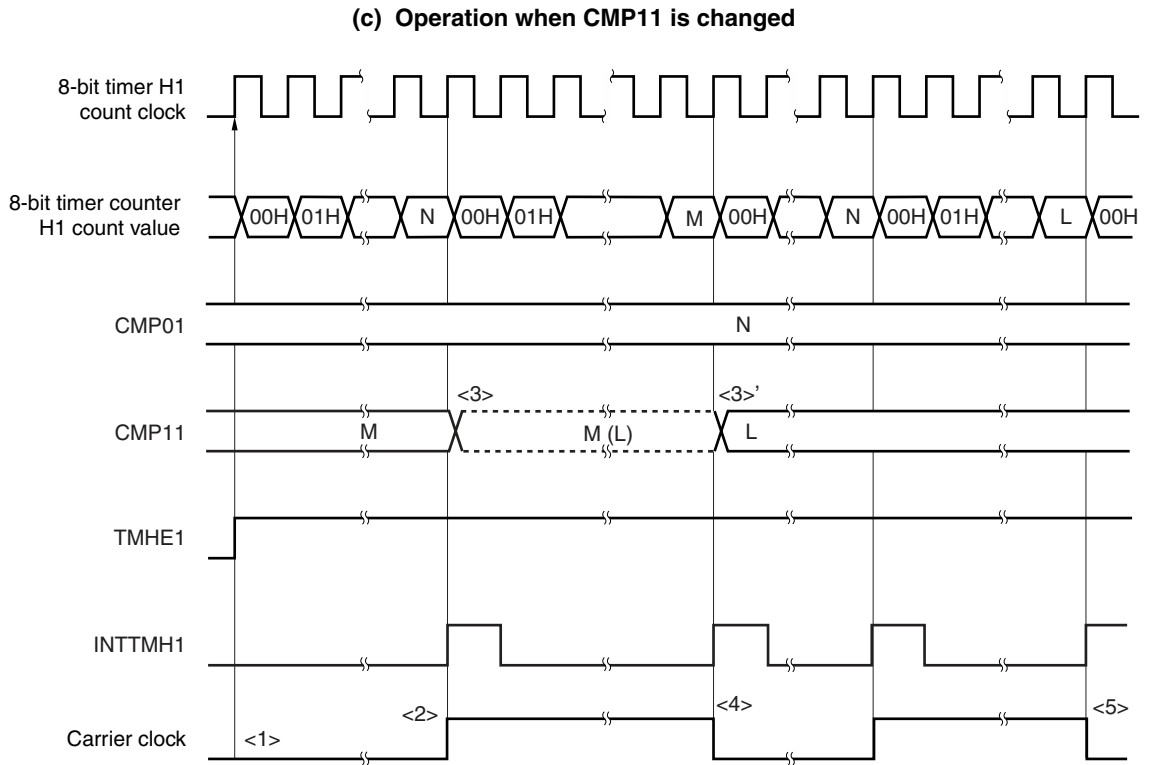 (c) Operation when CMP11 is changed
8-bit timer H1
count clock
8-bit timer counter
H1 count value
00H 01H N 00H 01H M 00H N 00H 01H L 00H
CMP01
N
<3> <3>’
CMP11
M M (L) L
TMHE1
INTTMH1
<2> <4> <5>
Carrier clock
<1>